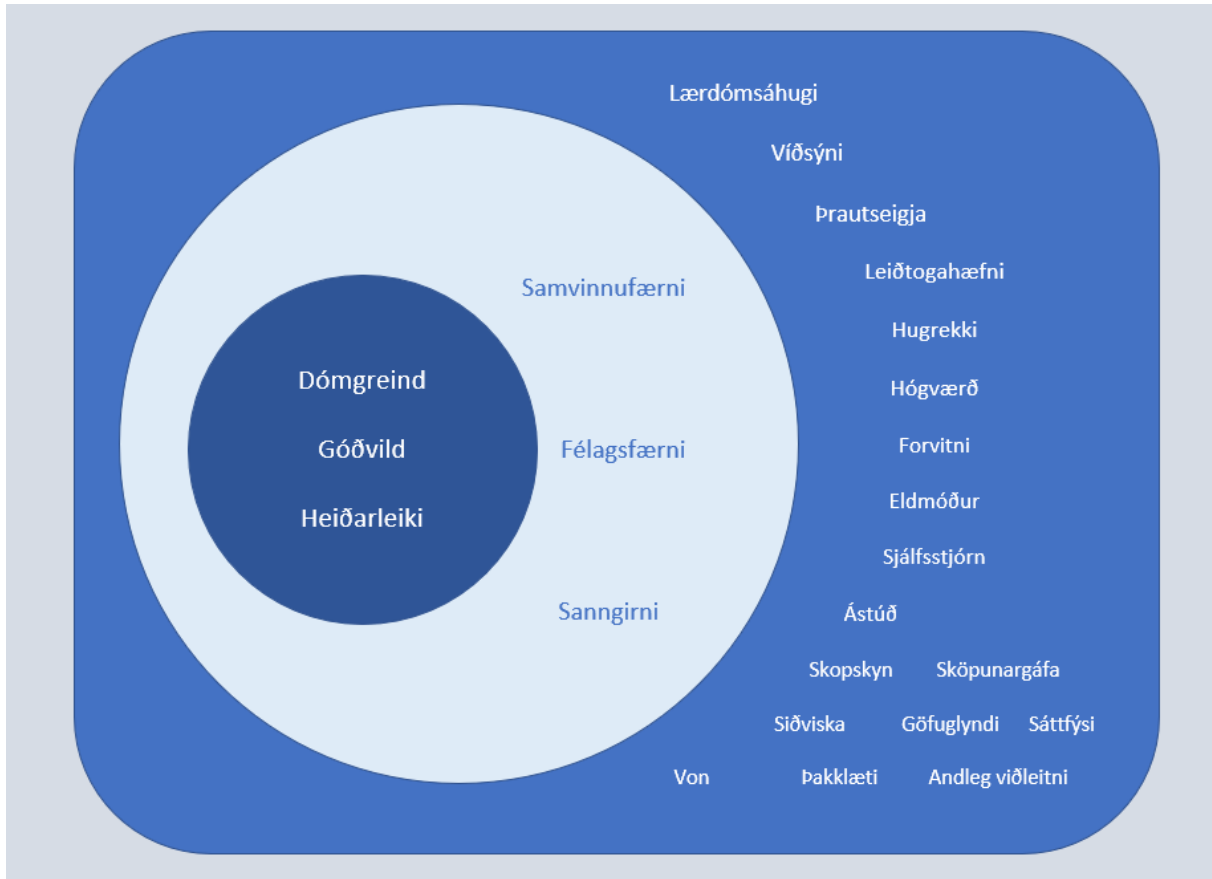 Lærdómsáhugi
Víðsýni
Þrautseigja
Leiðtogahæfni
Samvinnufærni
Hugrekki
Dómgreind
Hógværð
Góðvild
Félagsfærni
Forvitni
Eldmóður
Heiðarleiki
Sjálfsstjórn
Sanngirni
Ástúð
Skopskyn Sköpunargáfa
Siðviska Göfuglyndi Sáttfýsi
Von Þakklæti Andleg viðleitni